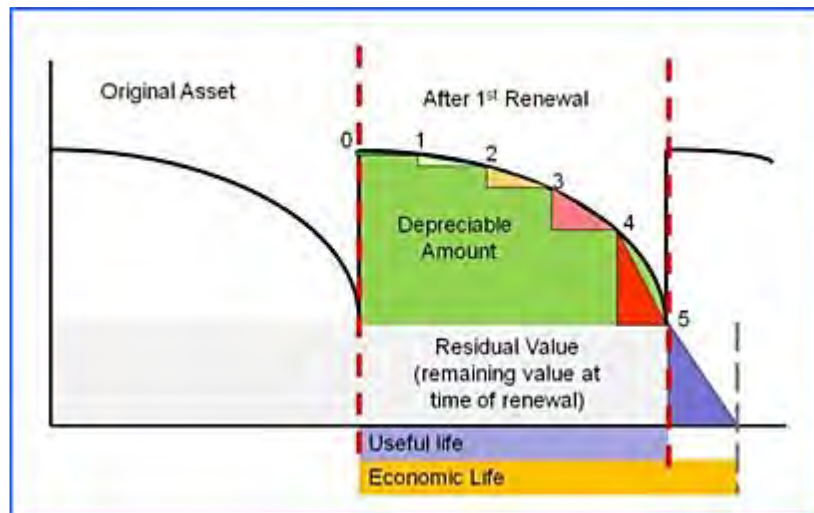 Original Asset
After 1st Renewal
0
1
2
3
4
5
Depreciable
Amount
Residual Value
(remaining value at
time of renewal)
Useful life
Economic Life